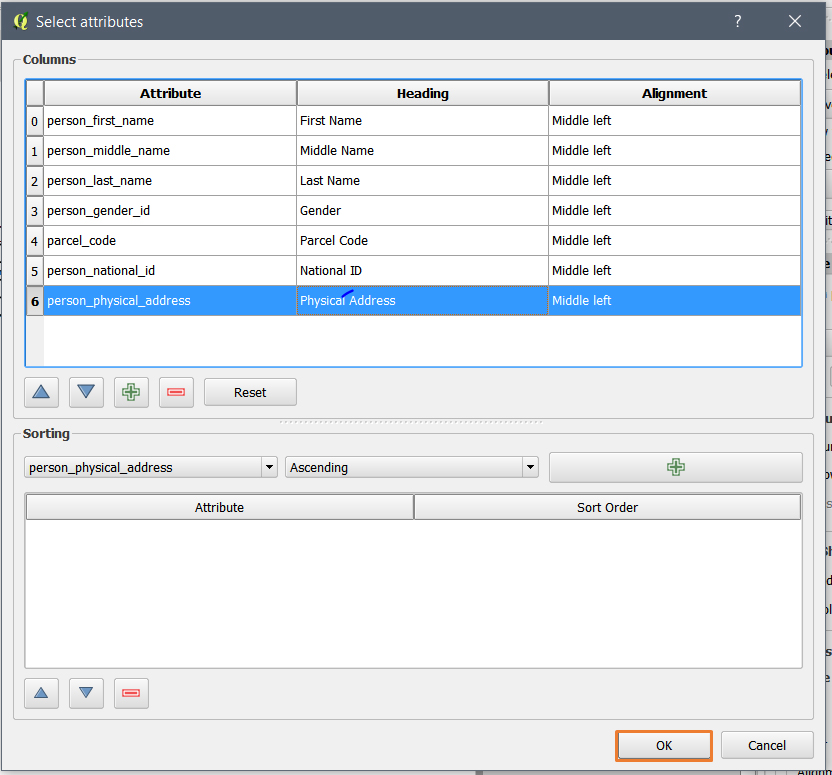 Select attributes
?
Columns
Attribute Heading Alignment
0 person_first_name First Name Middle left
1 person_middle_name Middle Name Middle left
2 person_last_name Last Name Middle left
3 person_gender_id Gender Middle left
4 parcel_code Parcel Code Middle left
5 person_national_id National ID Middle left
6 person_physical_address Physical Address Middle left
Reset
Sorting
person_physical_address Ascending
Attribute Sort Order
OK Cancel